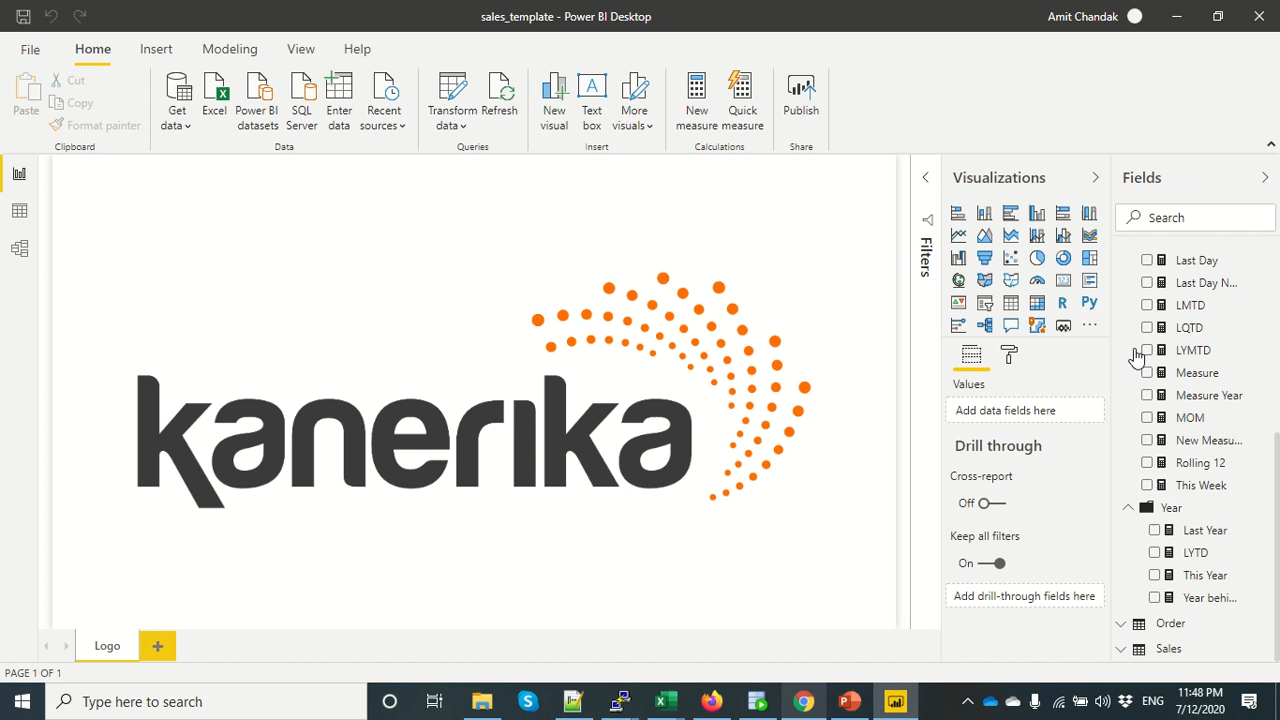 sales_template - Power BI Desktop
Amit Chandak
File Home Insert Modeling View Help
Paste
Cut
Copy
Format painter
Clipboard
Get data
Excel
Power BI datasets
SQL Server
Enter data
Recent sources
Data
Transform data
Refresh
Queries
New visual
Text box
More visuals
Insert
New measure
Quick measure
Calculations
Publish
Share
kanerika
Filters
Visualizations
R
Py
Values
Add data fields here
Drill through
Cross-report
Off
Keep all filters
On
Add drill-through fields here
Fields
Search
Last Day
Last Day N...
LMTD
LQTD
LYMTD
Measure
Measure Year
MOM
New Measu...
Rolling 12
This Week
Year
Last Year
LYTD
This Year
Year behi...
Order
Sales
Logo
PAGE 1 OF 1
Type here to search
ENG
11:48 PM
7/12/2020